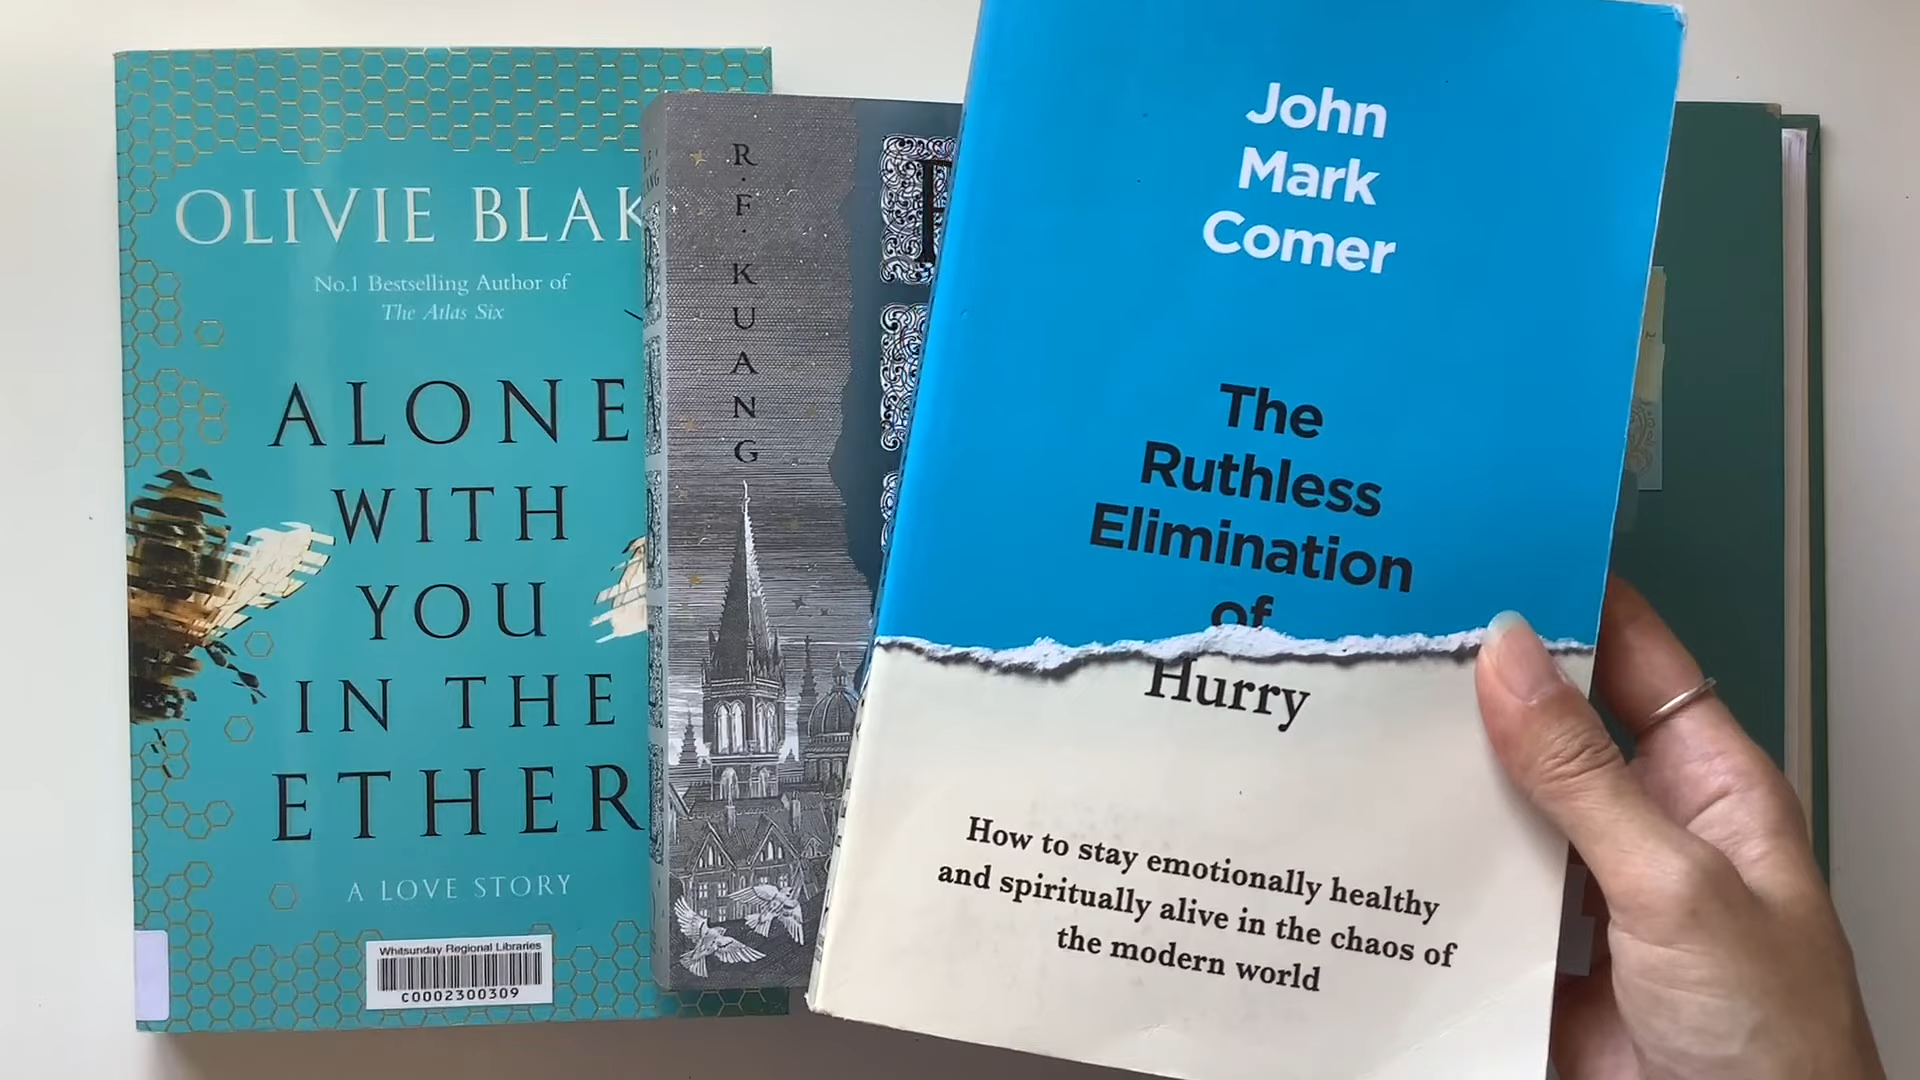 OLIVIE BLAK
No.1 Bestselling Author of
The Atlas Six
ALONE
WITH
YOU
IN THE
ETHER
A LOVE STORY
Whitsunday Regional Libraries
C0002300309
R.F. KUANG
John
Mark
Comer
The
Ruthless
Elimination
of
Hurry
How to stay emotionally healthy
and spiritually alive in the chaos of
the modern world